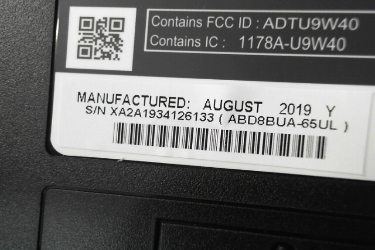 Contains FCC ID : ADTU9W40
Contains IC : 1178A-U9W40
MANUFACTURED: AUGUST 2019 Y
S/N XA2A1934126133 ( ABD8BUA-65UL )